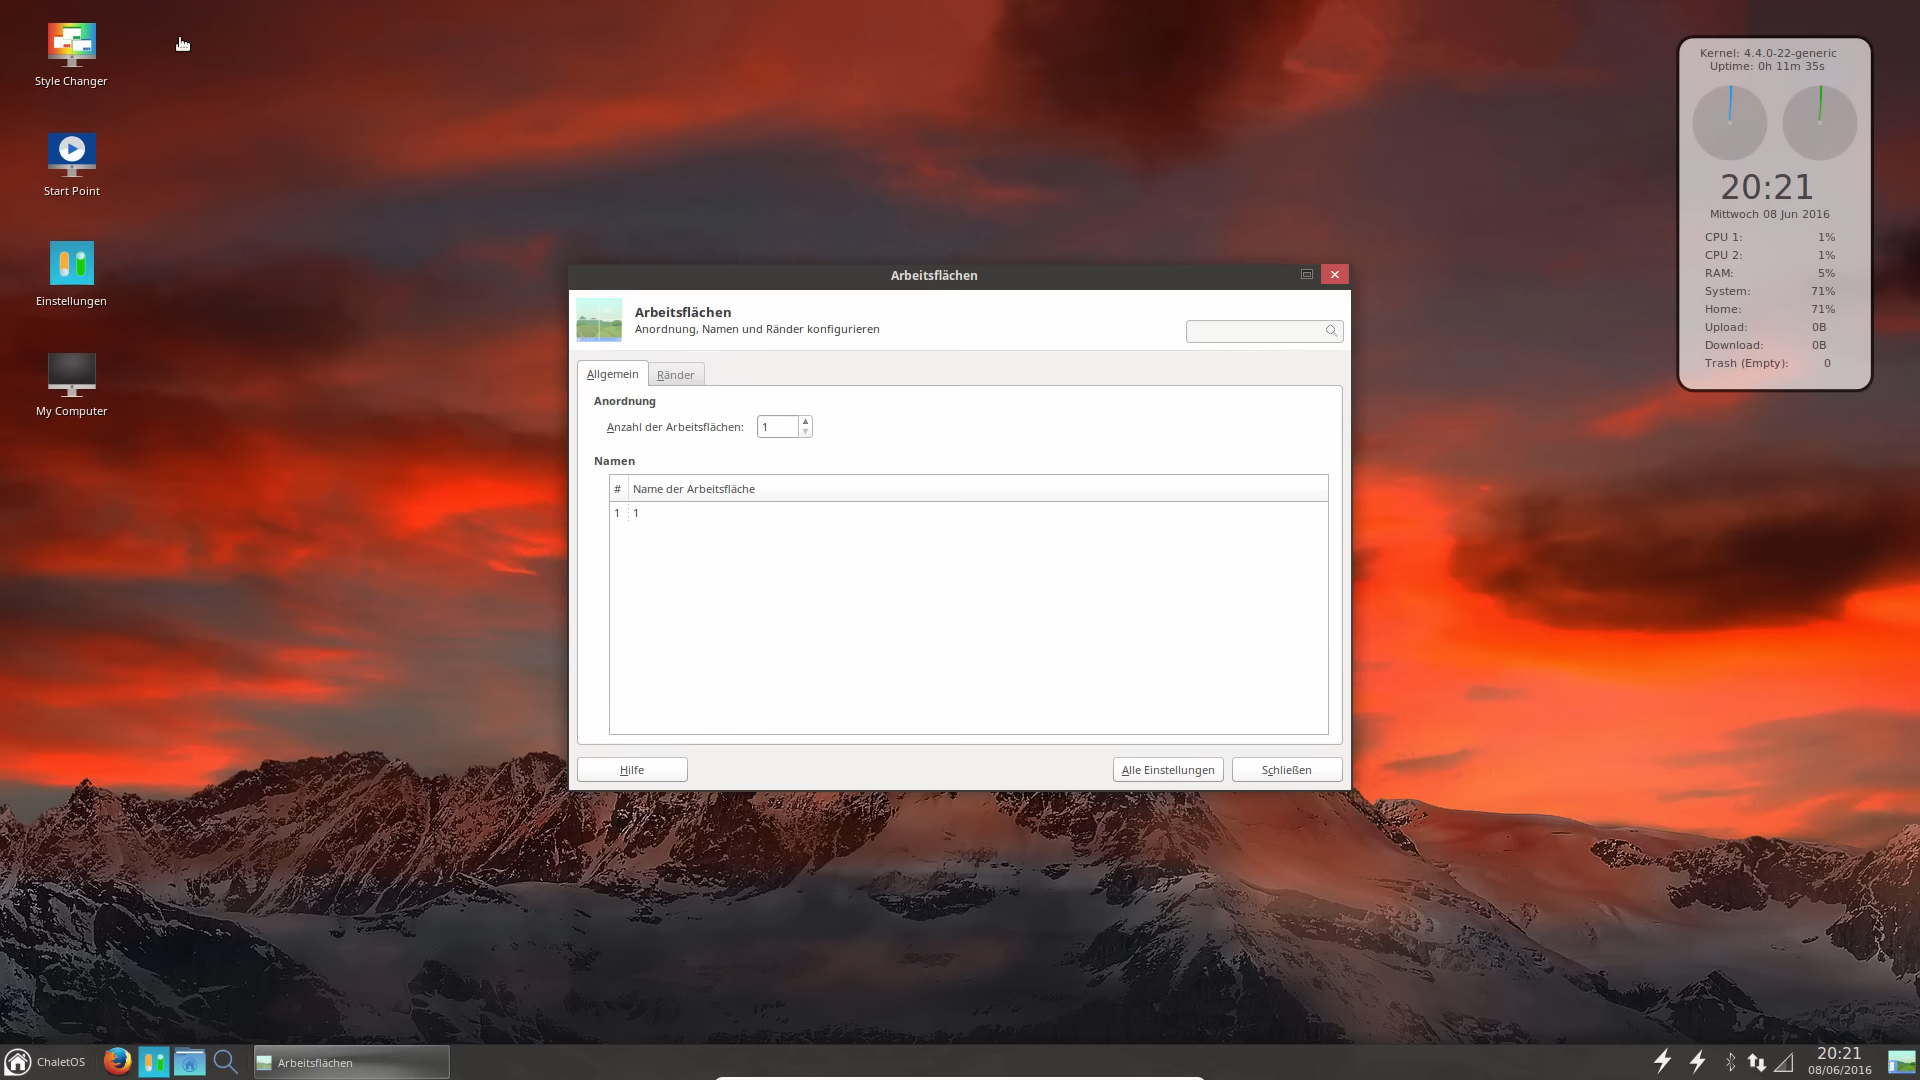 Style Changer
Start Point
Einstellungen
My Computer
Kernel: 4.4.0-22-generic
Uptime: 0h 11m 35s
20:21
Mittwoch 08 Jun 2016
CPU 1: 1%
CPU 2: 1%
RAM: 5%
System: 71%
Home: 71%
Upload: 0B
Download: 0B
Trash (Empty): 0
Arbeitsflächen
Arbeitsflächen
Anordnung, Namen und Ränder konfigurieren
Allgemein Ränder
Anordnung
Anzahl der Arbeitsflächen: 1
Namen
# Name der Arbeitsfläche
1 1
Hilfe Alle Einstellungen Schließen
ChaletOS Arbeitsflächen
20:21
08/06/2016